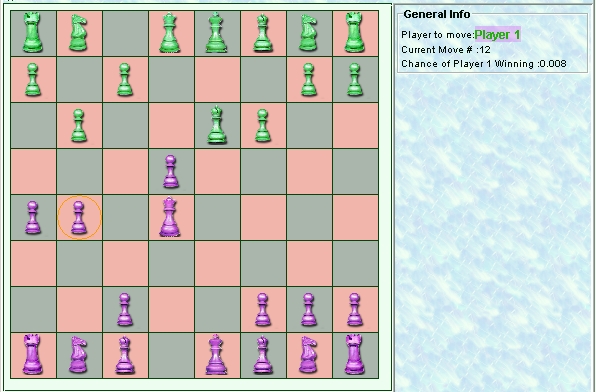 General Info
Player to move:Player 1
Current Move # :12
Chance of Player 1 Winning :0.008